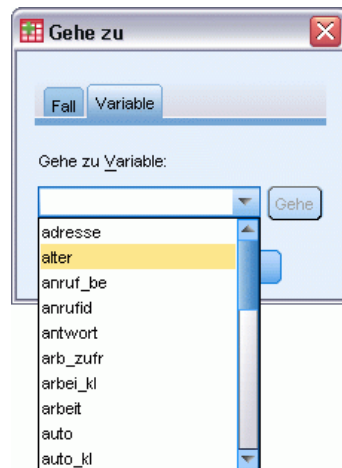 Gehe zu
Fall Variable
Gehe zu Variable:
Gehe
adresse
alter
anruf_be
anrufid
antwort
arb_zufr
arbei_kl
arbeit
auto
auto_kl